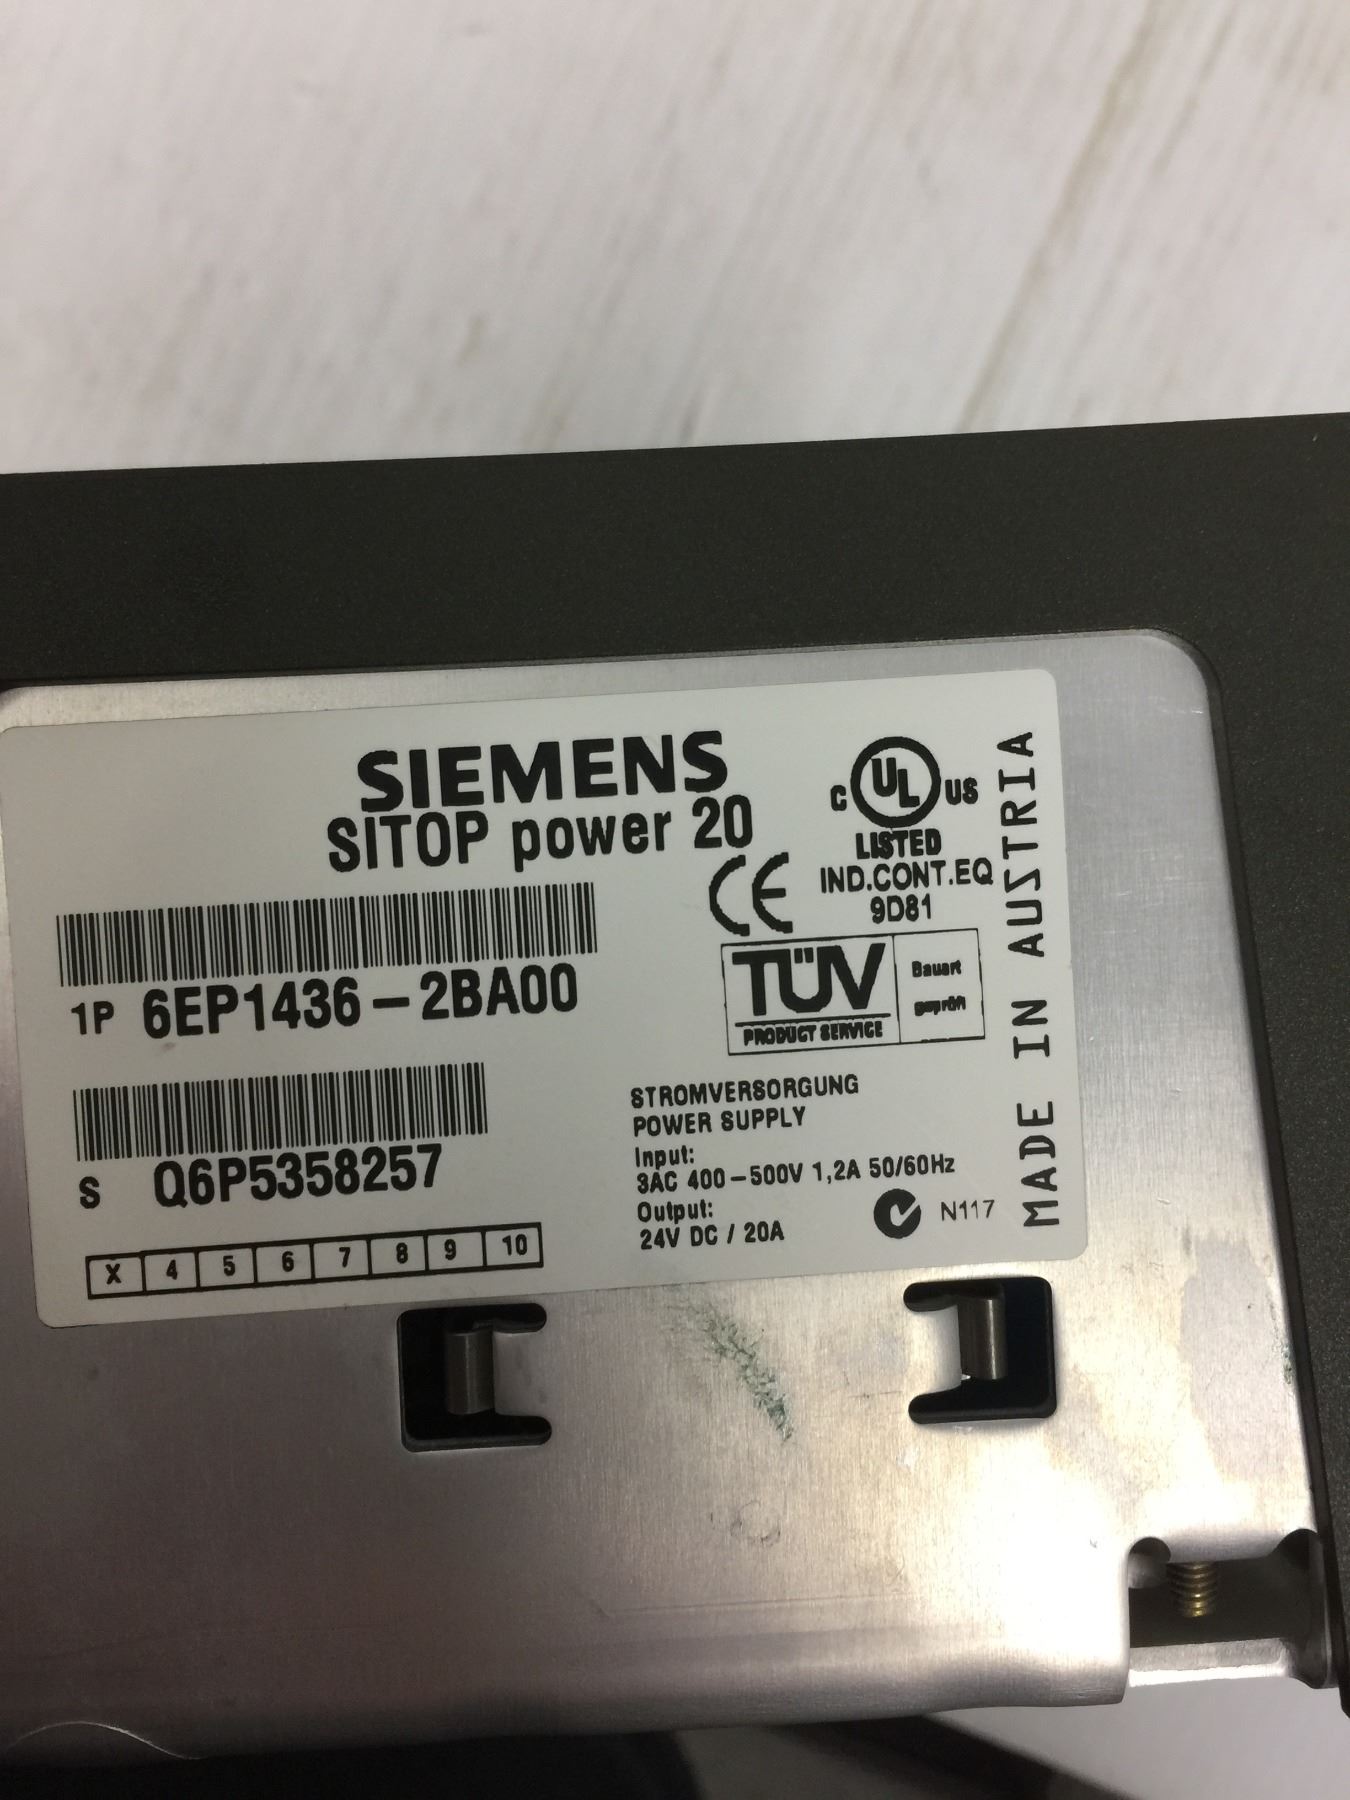 SIEMENS
SITOP power 20
1P 6EP1436-2BA00
S Q6P5358257
X 4 5 6 7 8 9 10
C UL US
LISTED
IND.CONT.EQ
9D81
CE
TÜV
PRODUCT SERVICE
Bauart
geprüft
STROMVERSORGUNG
POWER SUPPLY
Input:
3AC 400-500V 1,2A 50/60Hz
Output:
24V DC / 20A
N117
MADE IN AUSTRIA